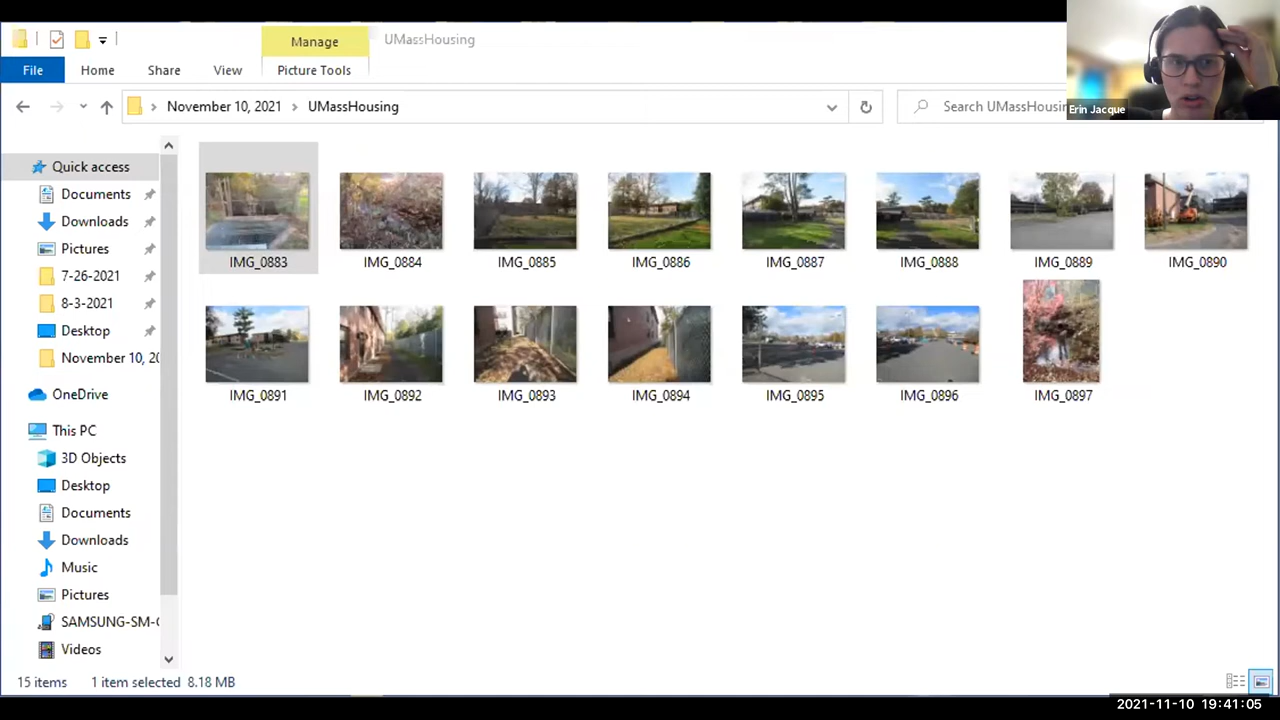 Manage
UMassHousing
File
Home
Share
View
Picture Tools
November 10, 2021
UMassHousing
Search UMassHousin
Erin Jacque
Quick access
Documents
Downloads
Pictures
7-26-2021
8-3-2021
Desktop
November 10, 20
OneDrive
This PC
3D Objects
Desktop
Documents
Downloads
Music
Pictures
SAMSUNG-SM-G
Videos
IMG_0883
IMG_0884
IMG_0885
IMG_0886
IMG_0887
IMG_0888
IMG_0889
IMG_0890
IMG_0891
IMG_0892
IMG_0893
IMG_0894
IMG_0895
IMG_0896
IMG_0897
15 items
1 item selected 8.18 MB
2021-11-10 19:41:05